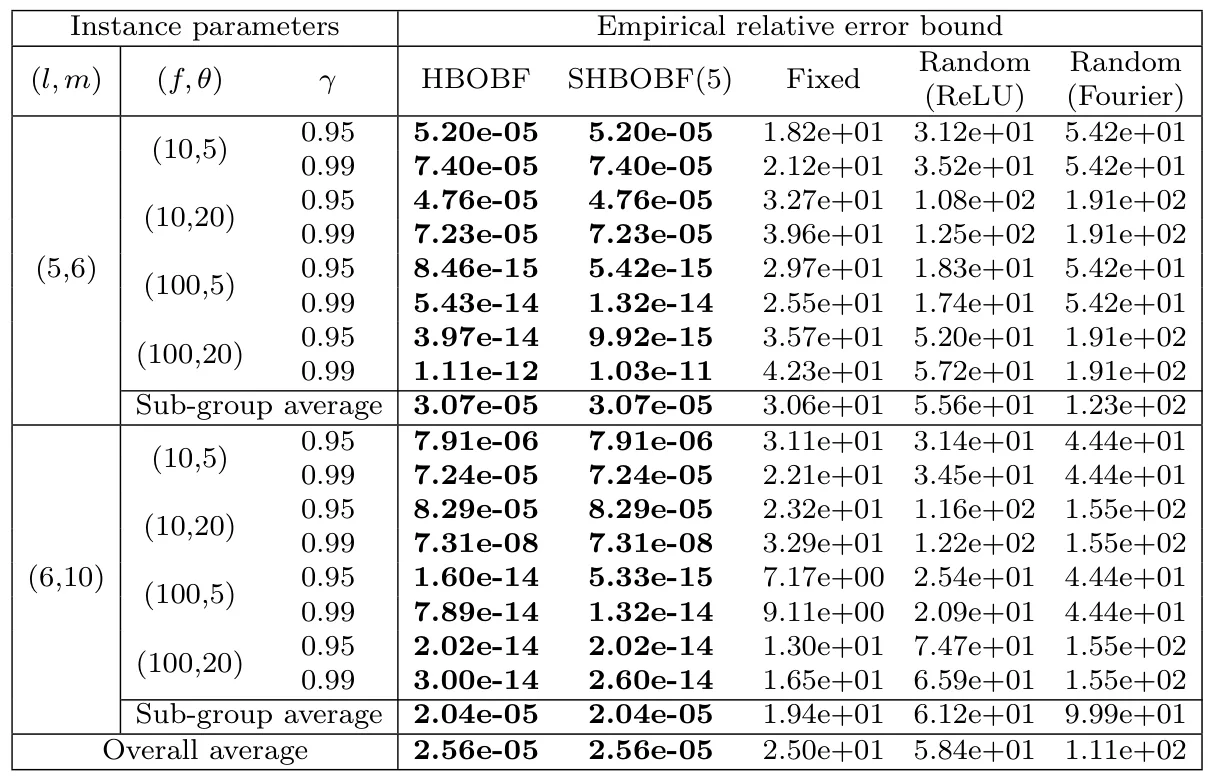 Instance parameters Empirical relative error bound
(l, m) (f, θ) γ HBOBF SHBOBF(5) Fixed Random (ReLU) Random (Fourier)
(5,6)
(10,5) 0.95 5.20e-05 5.20e-05 1.82e+01 3.12e+01 5.42e+01
0.99 7.40e-05 7.40e-05 2.12e+01 3.52e+01 5.42e+01
(10,20) 0.95 4.76e-05 4.76e-05 3.27e+01 1.08e+02 1.91e+02
0.99 7.23e-05 7.23e-05 3.96e+01 1.25e+02 1.91e+02
(100,5) 0.95 8.46e-15 5.42e-15 2.97e+01 1.83e+01 5.42e+01
0.99 5.43e-14 1.32e-14 2.55e+01 1.74e+01 5.42e+01
(100,20) 0.95 3.97e-14 9.92e-15 3.57e+01 5.20e+01 1.91e+02
0.99 1.11e-12 1.03e-11 4.23e+01 5.72e+01 1.91e+02
Sub-group average 3.07e-05 3.07e-05 3.06e+01 5.56e+01 1.23e+02
(6,10)
(10,5) 0.95 7.91e-06 7.91e-06 3.11e+01 3.14e+01 4.44e+01
0.99 7.24e-05 7.24e-05 2.21e+01 3.45e+01 4.44e+01
(10,20) 0.95 8.29e-05 8.29e-05 2.32e+01 1.16e+02 1.55e+02
0.99 7.31e-08 7.31e-08 3.29e+01 1.22e+02 1.55e+02
(100,5) 0.95 1.60e-14 5.33e-15 7.17e+00 2.54e+01 4.44e+01
0.99 7.89e-14 1.32e-14 9.11e+00 2.09e+01 4.44e+01
(100,20) 0.95 2.02e-14 2.02e-14 1.30e+01 7.47e+01 1.55e+02
0.99 3.00e-14 2.60e-14 1.65e+01 6.59e+01 1.55e+02
Sub-group average 2.04e-05 2.04e-05 1.94e+01 6.12e+01 9.99e+01
Overall average 2.56e-05 2.56e-05 2.50e+01 5.84e+01 1.11e+02